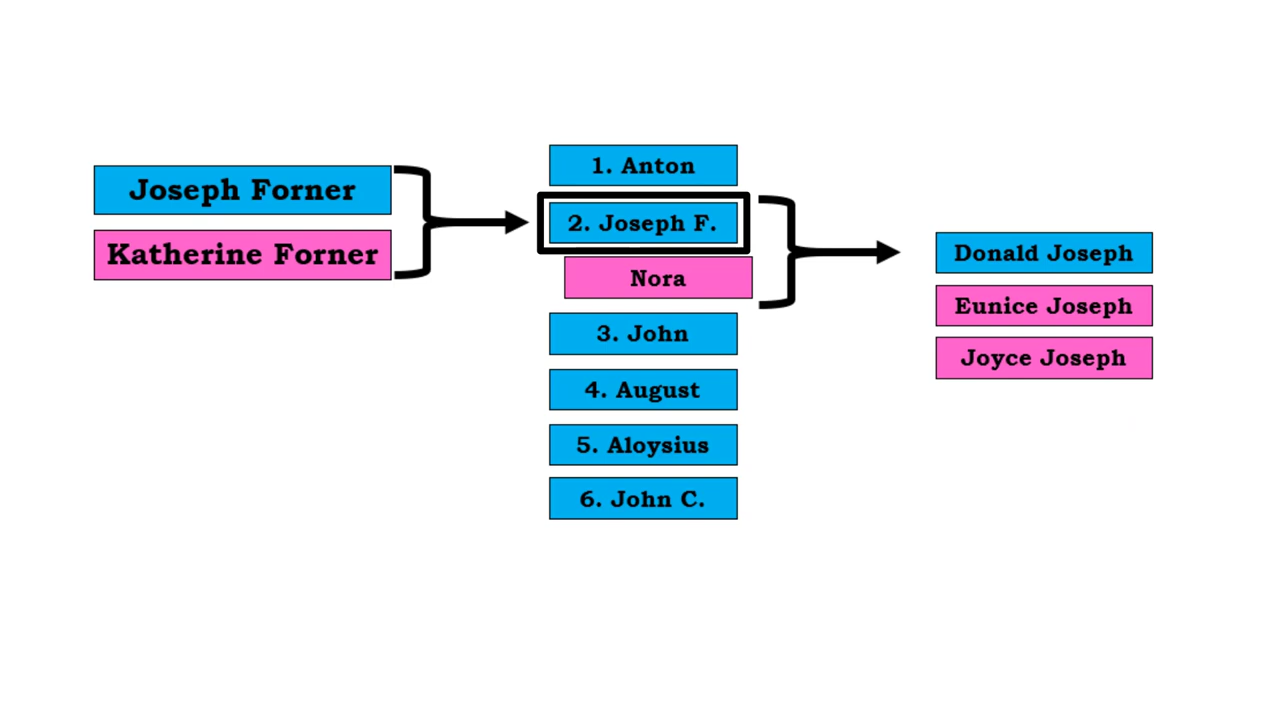 Joseph Forner
Katherine Forner
1. Anton
2. Joseph F.
Nora
3. John
4. August
5. Aloysius
6. John C.
Donald Joseph
Eunice Joseph
Joyce Joseph